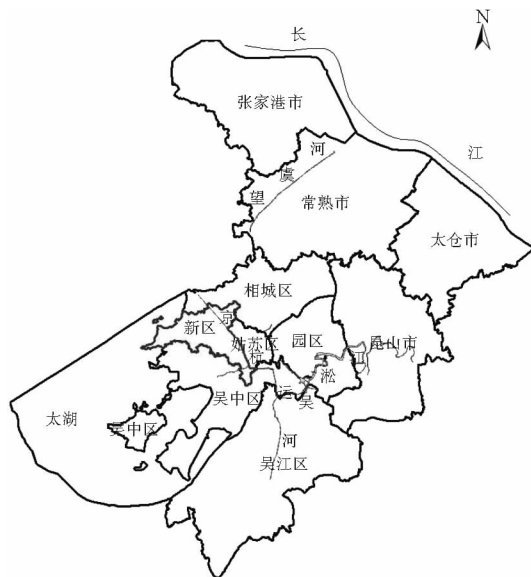 N
长
江
张家港市
望虞河
常熟市
太仓市
相城区
新区
京杭运河
姑苏区
园区
昆山市
吴淞江
吴中区
太湖
吴中区
吴江区